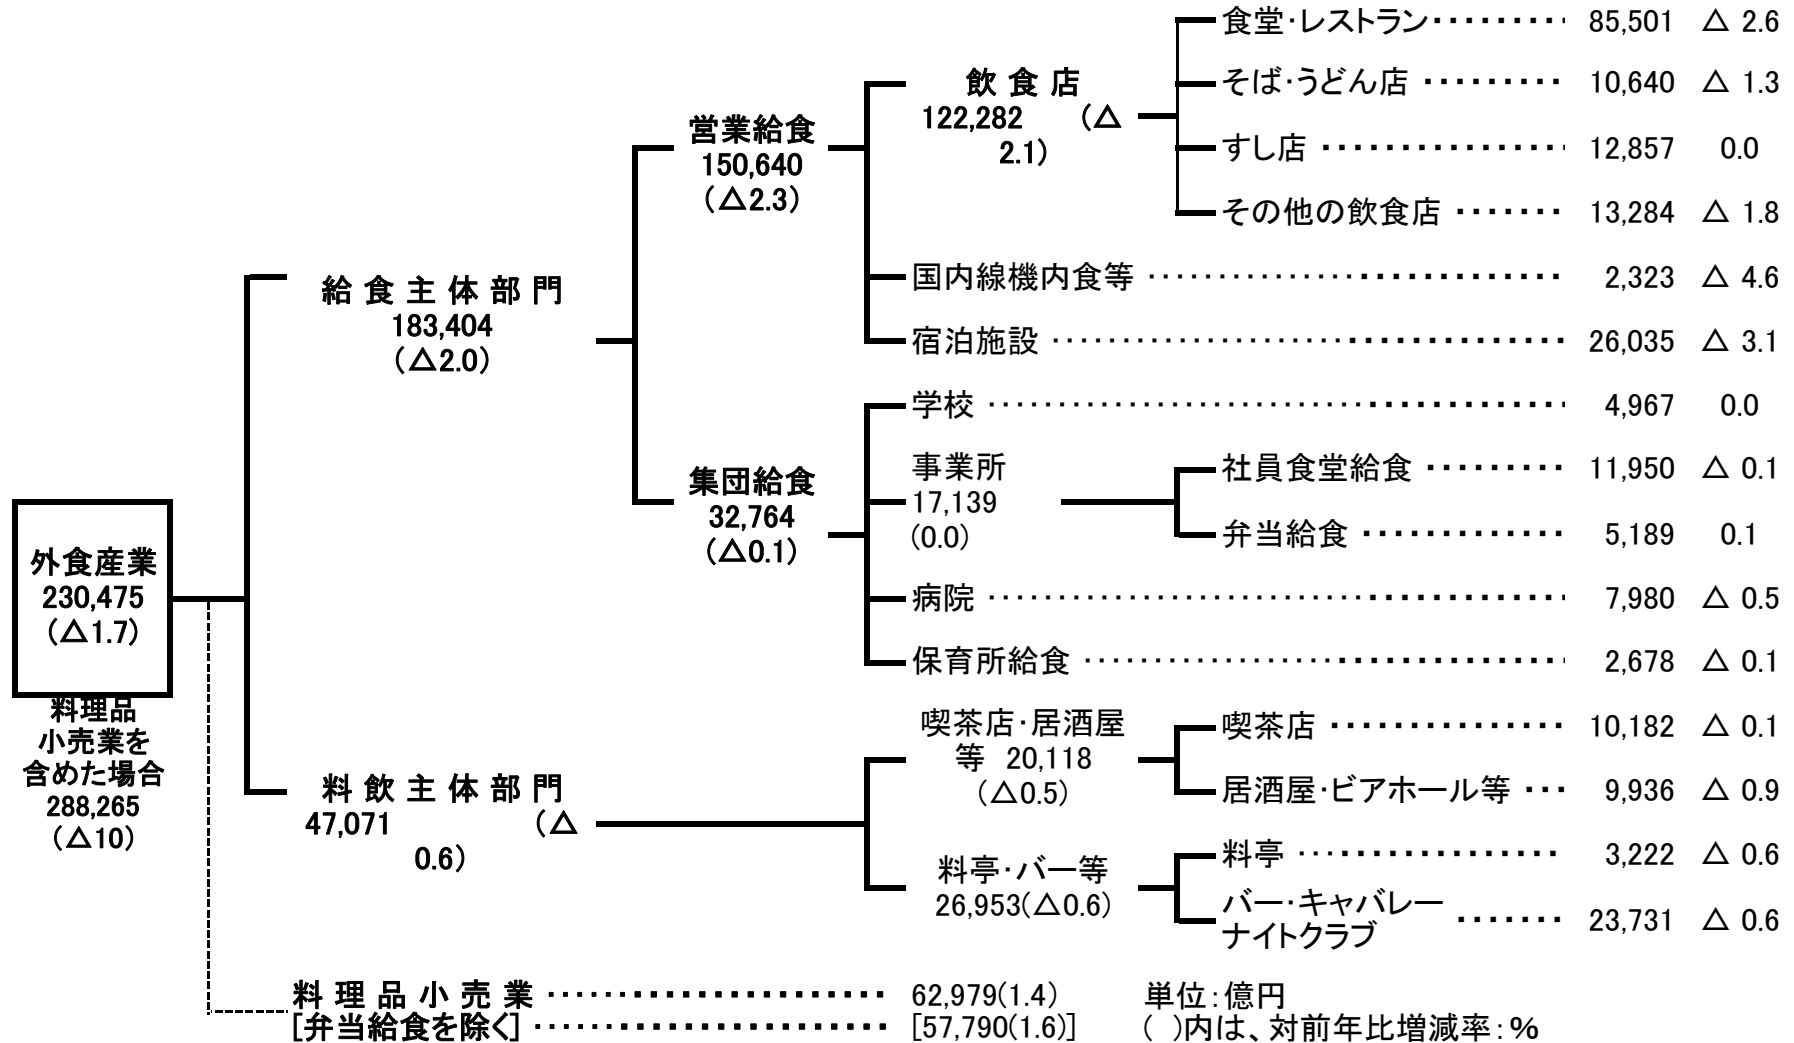 食堂・レストラン 85,501 △ 2.6
そば・うどん店 10,640 △ 1.3
すし店 12,857 0.0
その他の飲食店 13,284 △ 1.8
飲食店
122,282 (△
2.1)
営業給食
150,640
(△2.3)
国内線機内食等 2,323 △ 4.6
宿泊施設 26,035 △ 3.1
給食主体部門
183,404
(△2.0)
学校 4,967 0.0
事業所
17,139
(0.0)
社員食堂給食 11,950 △ 0.1
弁当給食 5,189 0.1
集団給食
32,764
(△0.1)
病院 7,980 △ 0.5
保育所給食 2,678 △ 0.1
外食産業
230,475
(△1.7)
料理品
小売業を
含めた場合
288,265
(△10)
喫茶店・居酒屋
等 20,118
(△0.5)
喫茶店 10,182 △ 0.1
居酒屋・ビアホール等 9,936 △ 0.9
料飲主体部門
47,071 (△
0.6)
料亭・バー等
26,953(△0.6)
料亭 3,222 △ 0.6
バー・キャバレー
ナイトクラブ 23,731 △ 0.6
料理品小売業 62,979(1.4)
[弁当給食を除く] [57,790(1.6)]
単位：億円
( )内は、対前年比増減率：％